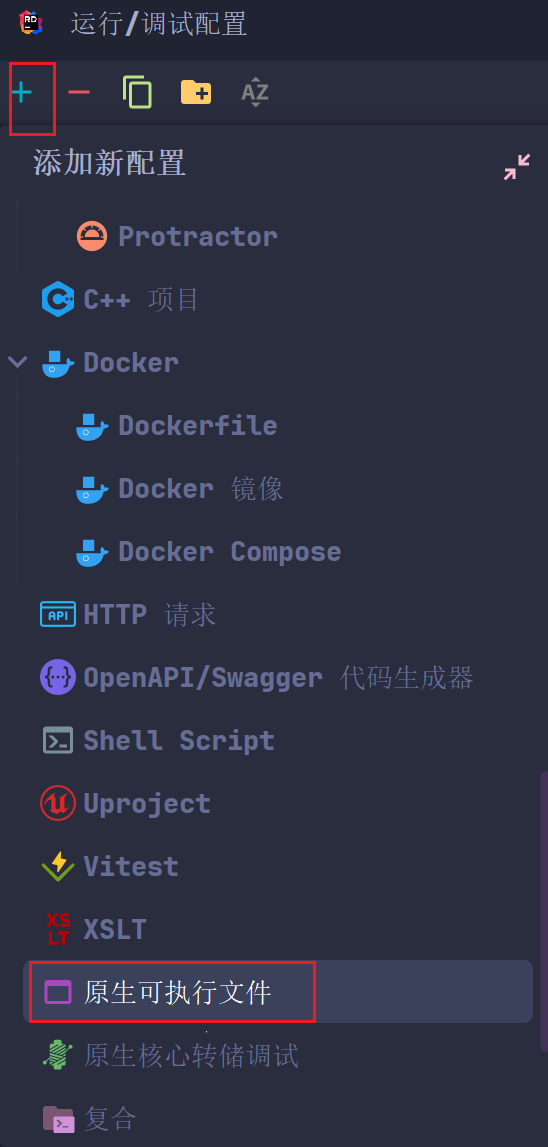 RD
运行/调试配置
AZ
添加新配置
Protractor
C++ 项目
Docker
Dockerfile
Docker 镜像
Docker Compose
API
HTTP 请求
OpenAPI/Swagger 代码生成器
Shell Script
Uproject
Vitest
XS
LT
XSLT
原生可执行文件
原生核心转储调试
复合